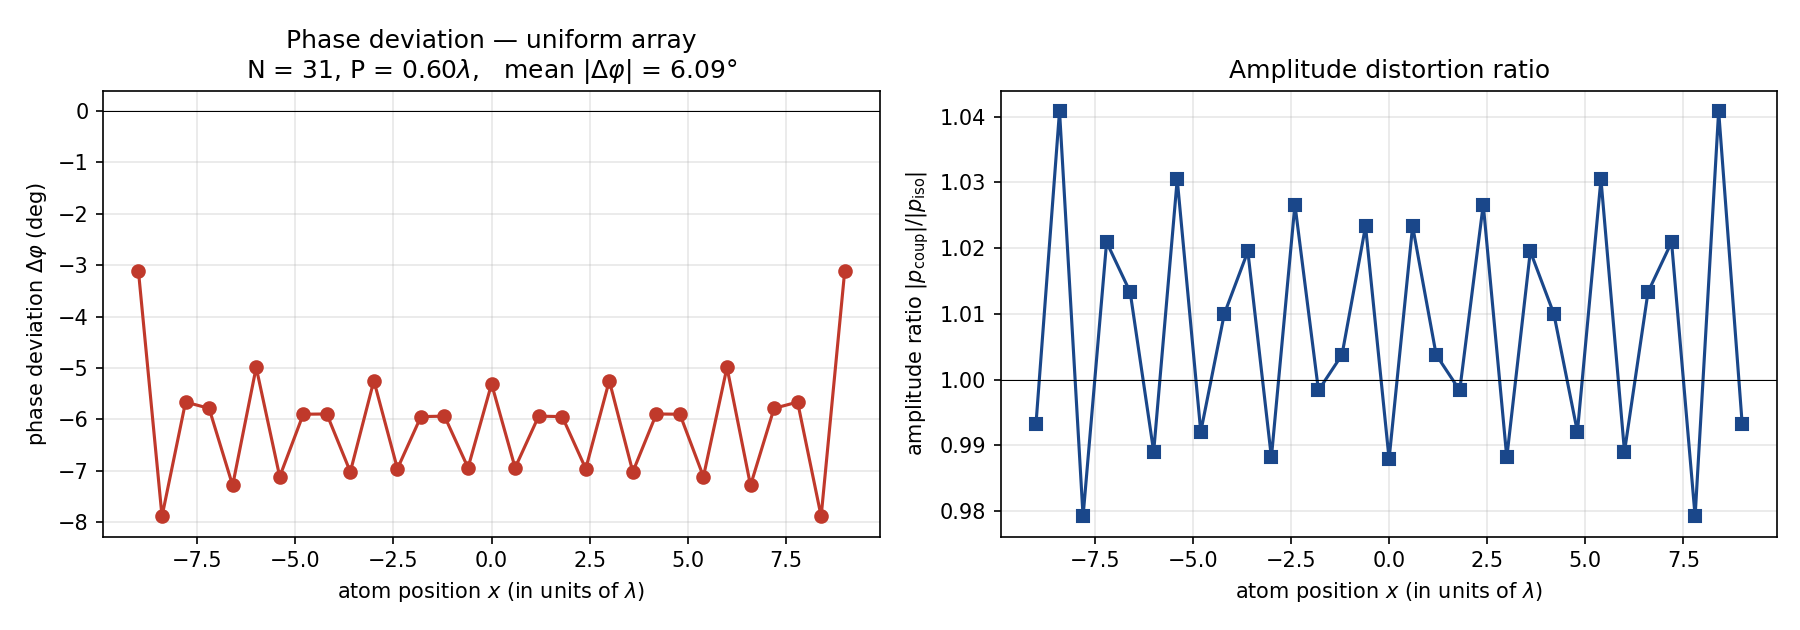 Phase deviation — uniform array
N = 31, P = 0.60λ, mean |Δφ| = 6.09°
0
−1
−2
−3
−4
−5
−6
−7
−8
phase deviation Δφ (deg)
−7.5 −5.0 −2.5 0.0 2.5 5.0 7.5
atom position x (in units of λ)
Amplitude distortion ratio
1.04
1.03
1.02
1.01
1.00
0.99
0.98
amplitude ratio |p_coup|/|p_iso|
−7.5 −5.0 −2.5 0.0 2.5 5.0 7.5
atom position x (in units of λ)